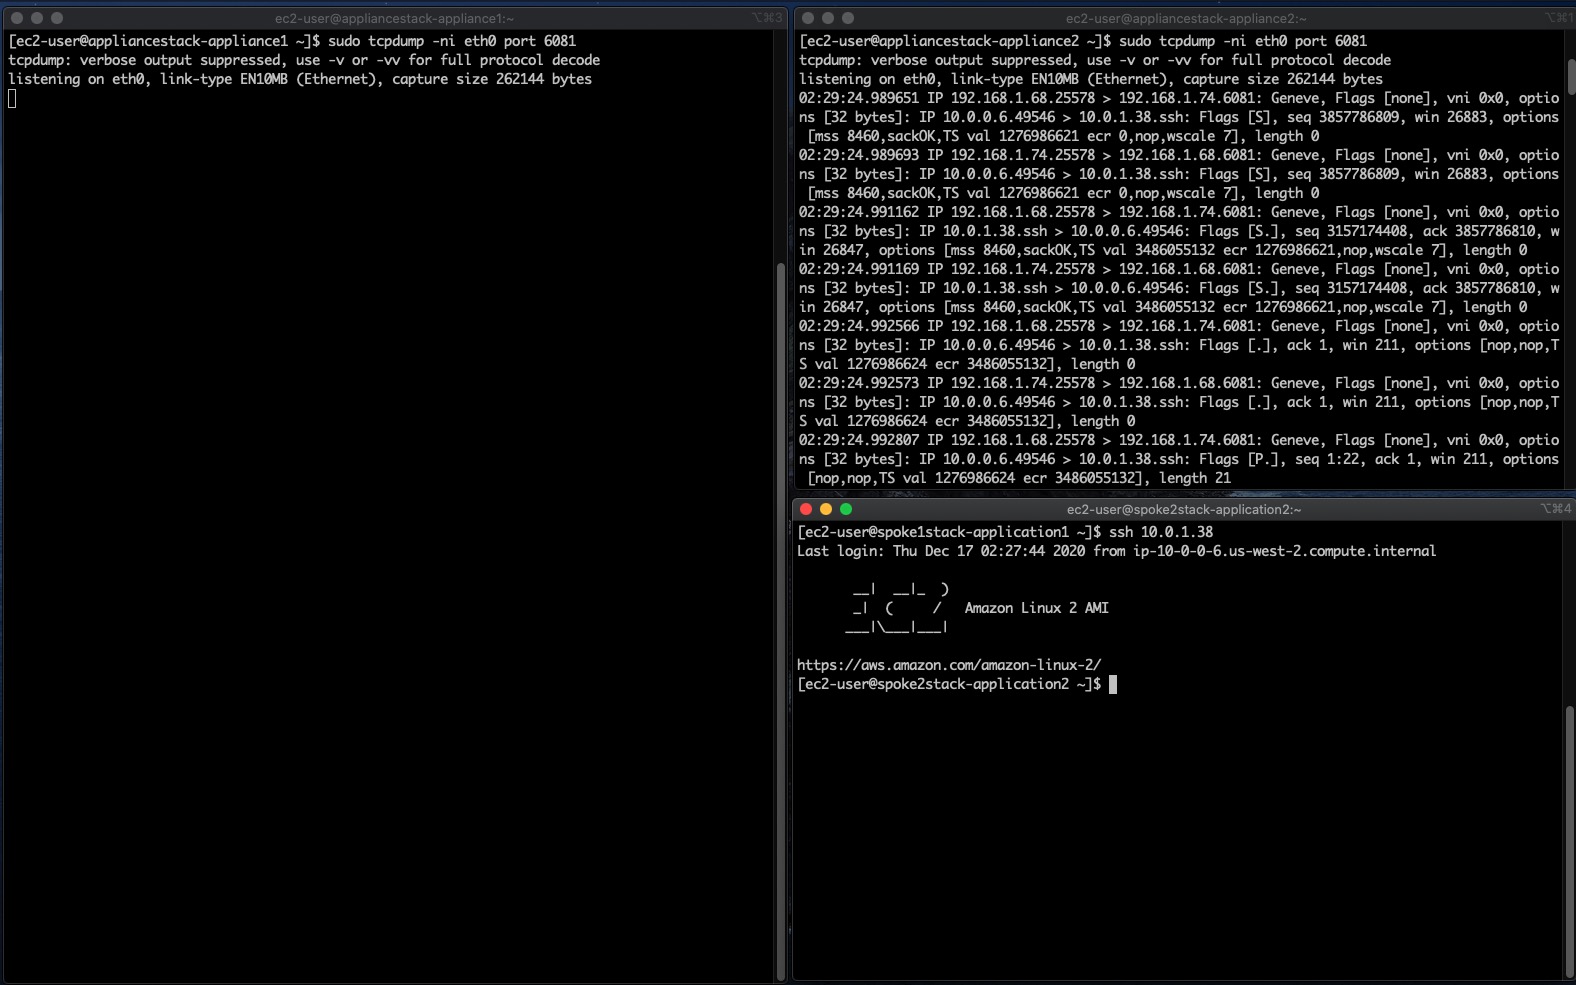 ec2-user@appliancestack-appliance1:~
⌥⌘3
[ec2-user@appliancestack-appliance1 ~]$ sudo tcpdump -ni eth0 port 6081
tcpdump: verbose output suppressed, use -v or -vv for full protocol decode
listening on eth0, link-type EN10MB (Ethernet), capture size 262144 bytes
ec2-user@appliancestack-appliance2:~
⌥⌘1
[ec2-user@appliancestack-appliance2 ~]$ sudo tcpdump -ni eth0 port 6081
tcpdump: verbose output suppressed, use -v or -vv for full protocol decode
listening on eth0, link-type EN10MB (Ethernet), capture size 262144 bytes
02:29:24.989651 IP 192.168.1.68.25578 > 192.168.1.74.6081: Geneve, Flags [none], vni 0x0, optio
ns [32 bytes]: IP 10.0.0.6.49546 > 10.0.1.38.ssh: Flags [S], seq 3857786809, win 26883, options
 [mss 8460,sackOK,TS val 1276986621 ecr 0,nop,wscale 7], length 0
02:29:24.989693 IP 192.168.1.74.25578 > 192.168.1.68.6081: Geneve, Flags [none], vni 0x0, optio
ns [32 bytes]: IP 10.0.0.6.49546 > 10.0.1.38.ssh: Flags [S], seq 3857786809, win 26883, options
 [mss 8460,sackOK,TS val 1276986621 ecr 0,nop,wscale 7], length 0
02:29:24.991162 IP 192.168.1.68.25578 > 192.168.1.74.6081: Geneve, Flags [none], vni 0x0, optio
ns [32 bytes]: IP 10.0.1.38.ssh > 10.0.0.6.49546: Flags [S.], seq 3157174408, ack 3857786810, w
in 26847, options [mss 8460,sackOK,TS val 3486055132 ecr 1276986621,nop,wscale 7], length 0
02:29:24.991169 IP 192.168.1.74.25578 > 192.168.1.68.6081: Geneve, Flags [none], vni 0x0, optio
ns [32 bytes]: IP 10.0.1.38.ssh > 10.0.0.6.49546: Flags [S.], seq 3157174408, ack 3857786810, w
in 26847, options [mss 8460,sackOK,TS val 3486055132 ecr 1276986621,nop,wscale 7], length 0
02:29:24.992566 IP 192.168.1.68.25578 > 192.168.1.74.6081: Geneve, Flags [none], vni 0x0, optio
ns [32 bytes]: IP 10.0.0.6.49546 > 10.0.1.38.ssh: Flags [.], ack 1, win 211, options [nop,nop,T
S val 1276986624 ecr 3486055132], length 0
02:29:24.992573 IP 192.168.1.74.25578 > 192.168.1.68.6081: Geneve, Flags [none], vni 0x0, optio
ns [32 bytes]: IP 10.0.0.6.49546 > 10.0.1.38.ssh: Flags [.], ack 1, win 211, options [nop,nop,T
S val 1276986624 ecr 3486055132], length 0
02:29:24.992807 IP 192.168.1.68.25578 > 192.168.1.74.6081: Geneve, Flags [none], vni 0x0, optio
ns [32 bytes]: IP 10.0.0.6.49546 > 10.0.1.38.ssh: Flags [P.], seq 1:22, ack 1, win 211, options
 [nop,nop,TS val 1276986624 ecr 3486055132], length 21
ec2-user@spoke2stack-application2:~
⌥⌘4
[ec2-user@spoke1stack-application1 ~]$ ssh 10.0.1.38
Last login: Thu Dec 17 02:27:44 2020 from ip-10-0-0-6.us-west-2.compute.internal
       __|  __|_  )
       _|  (     /   Amazon Linux 2 AMI
      ___|\___|___|
https://aws.amazon.com/amazon-linux-2/
[ec2-user@spoke2stack-application2 ~]$